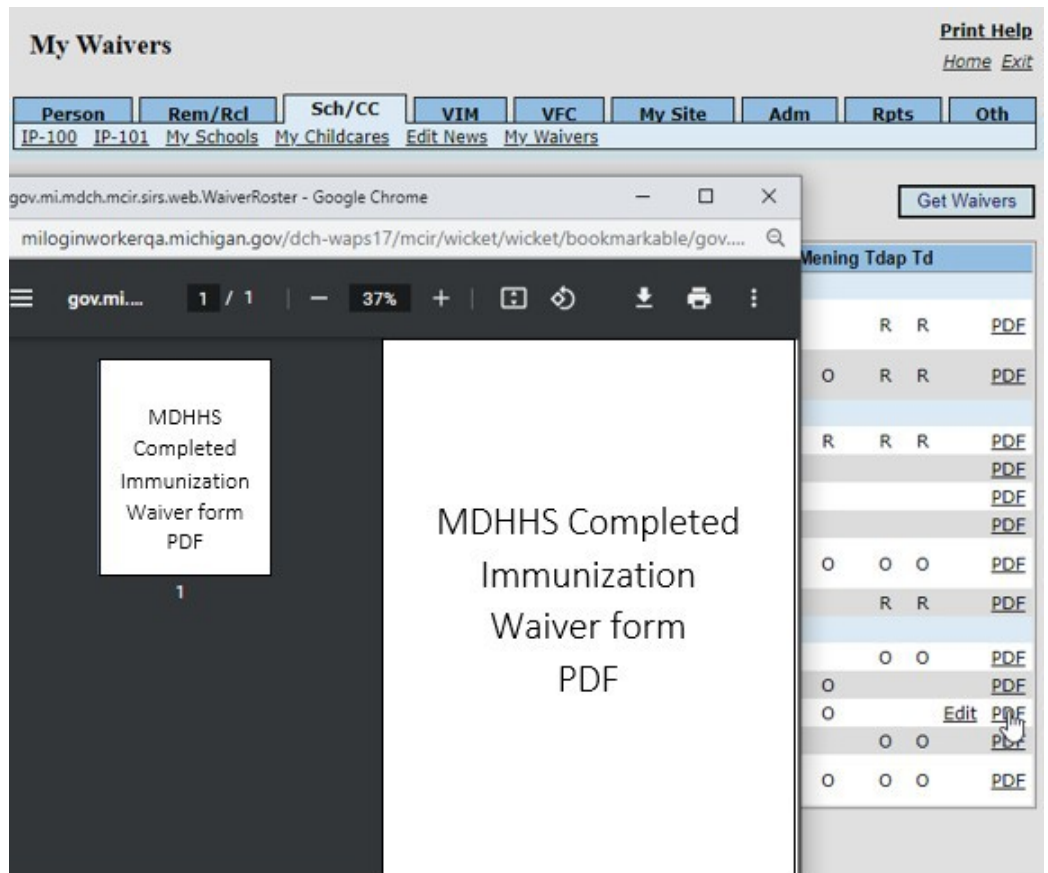 My Waivers
Print Help
Home Exit
Person Rem/Rcl Sch/CC VIM VFC My Site Adm Rpts Oth
IP-100 IP-101 My Schools My Childcares Edit News My Waivers
gov.mi.mdch.mcir.sirs.web.WaiverRoster - Google Chrome
Get Waivers
miloginworkerqa.michigan.gov/dch-waps17/mcir/wicket/wicket/bookmarkable/gov....
Mening Tdap Td
gov.mi.... 1 / 1 37%
R R PDF
O R R PDF
R R R PDF
PDF
PDF
PDF
O O O PDF
R R PDF
O O PDF
O PDF
O Edit PDF
O O PDF
O O O PDF
MDHHS
Completed
Immunization
Waiver form
PDF
1
MDHHS Completed
Immunization
Waiver form
PDF